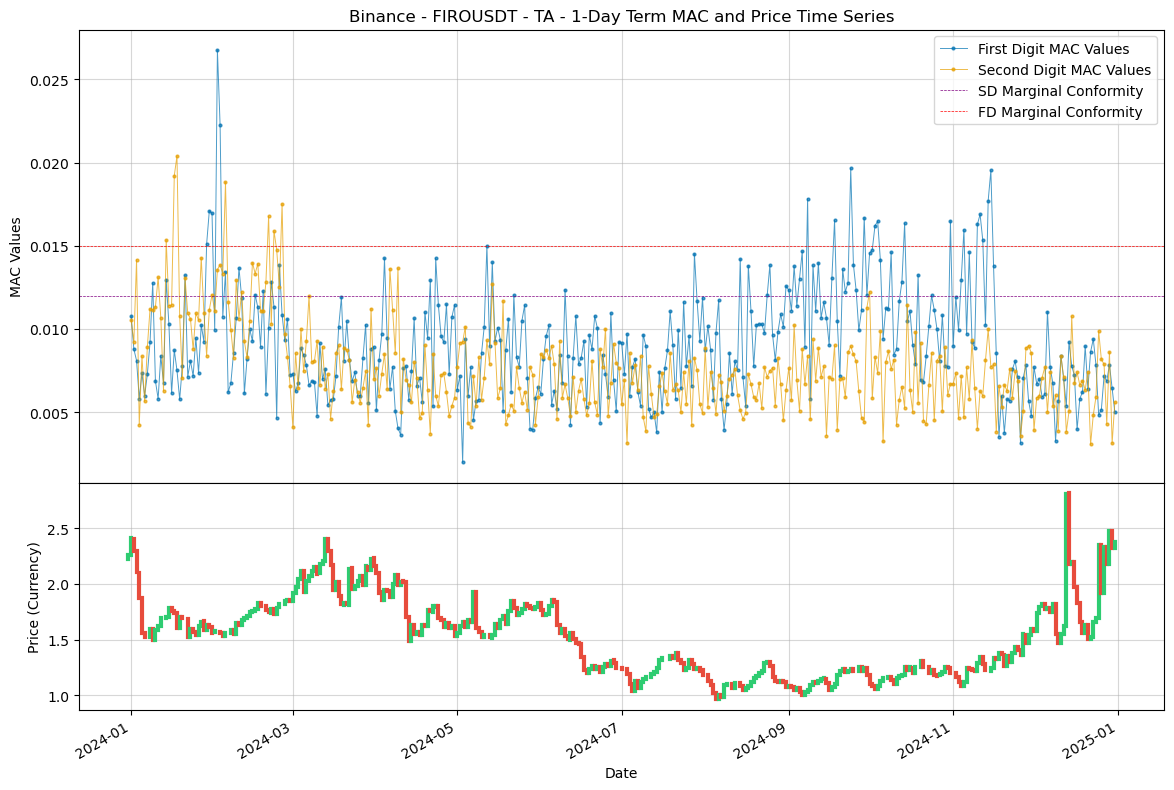 Binance - FIROUSDT - TA - 1-Day Term MAC and Price Time Series
First Digit MAC Values
Second Digit MAC Values
SD Marginal Conformity
FD Marginal Conformity
MAC Values
0.025
0.020
0.015
0.010
0.005
Price (Currency)
2.5
2.0
1.5
1.0
2024-01
2024-03
2024-05
2024-07
2024-09
2024-11
2025-01
Date